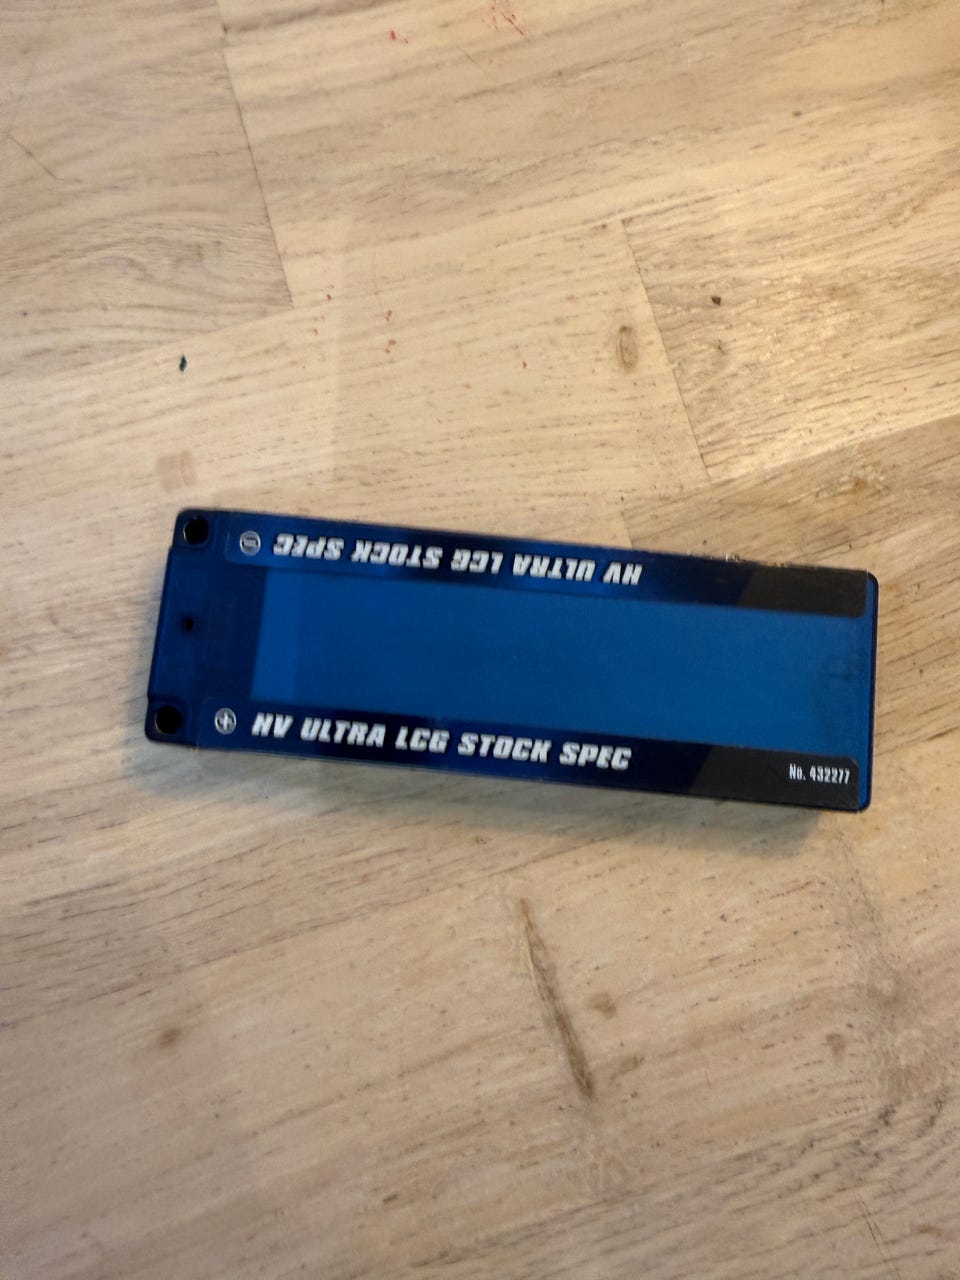 HV ULTRA LCG STOCK SPEC
HV ULTRA LCG STOCK SPEC
No. 432277